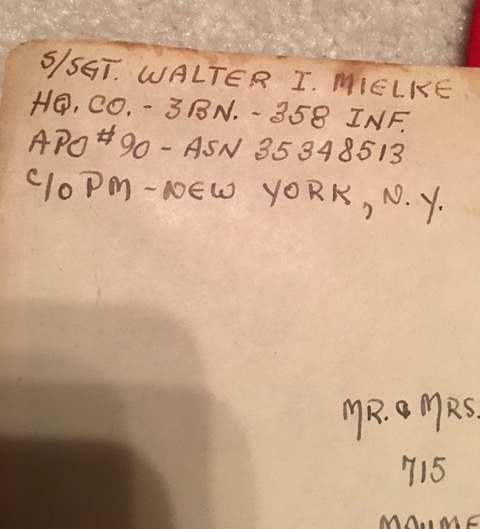 S/SGT. WALTER I. MIELKE
HQ. CO. - 3BN. - 358 INF.
APO #90 - ASN 35348513
C/O PM - NEW YORK, N.Y.
MR. & MRS.
715